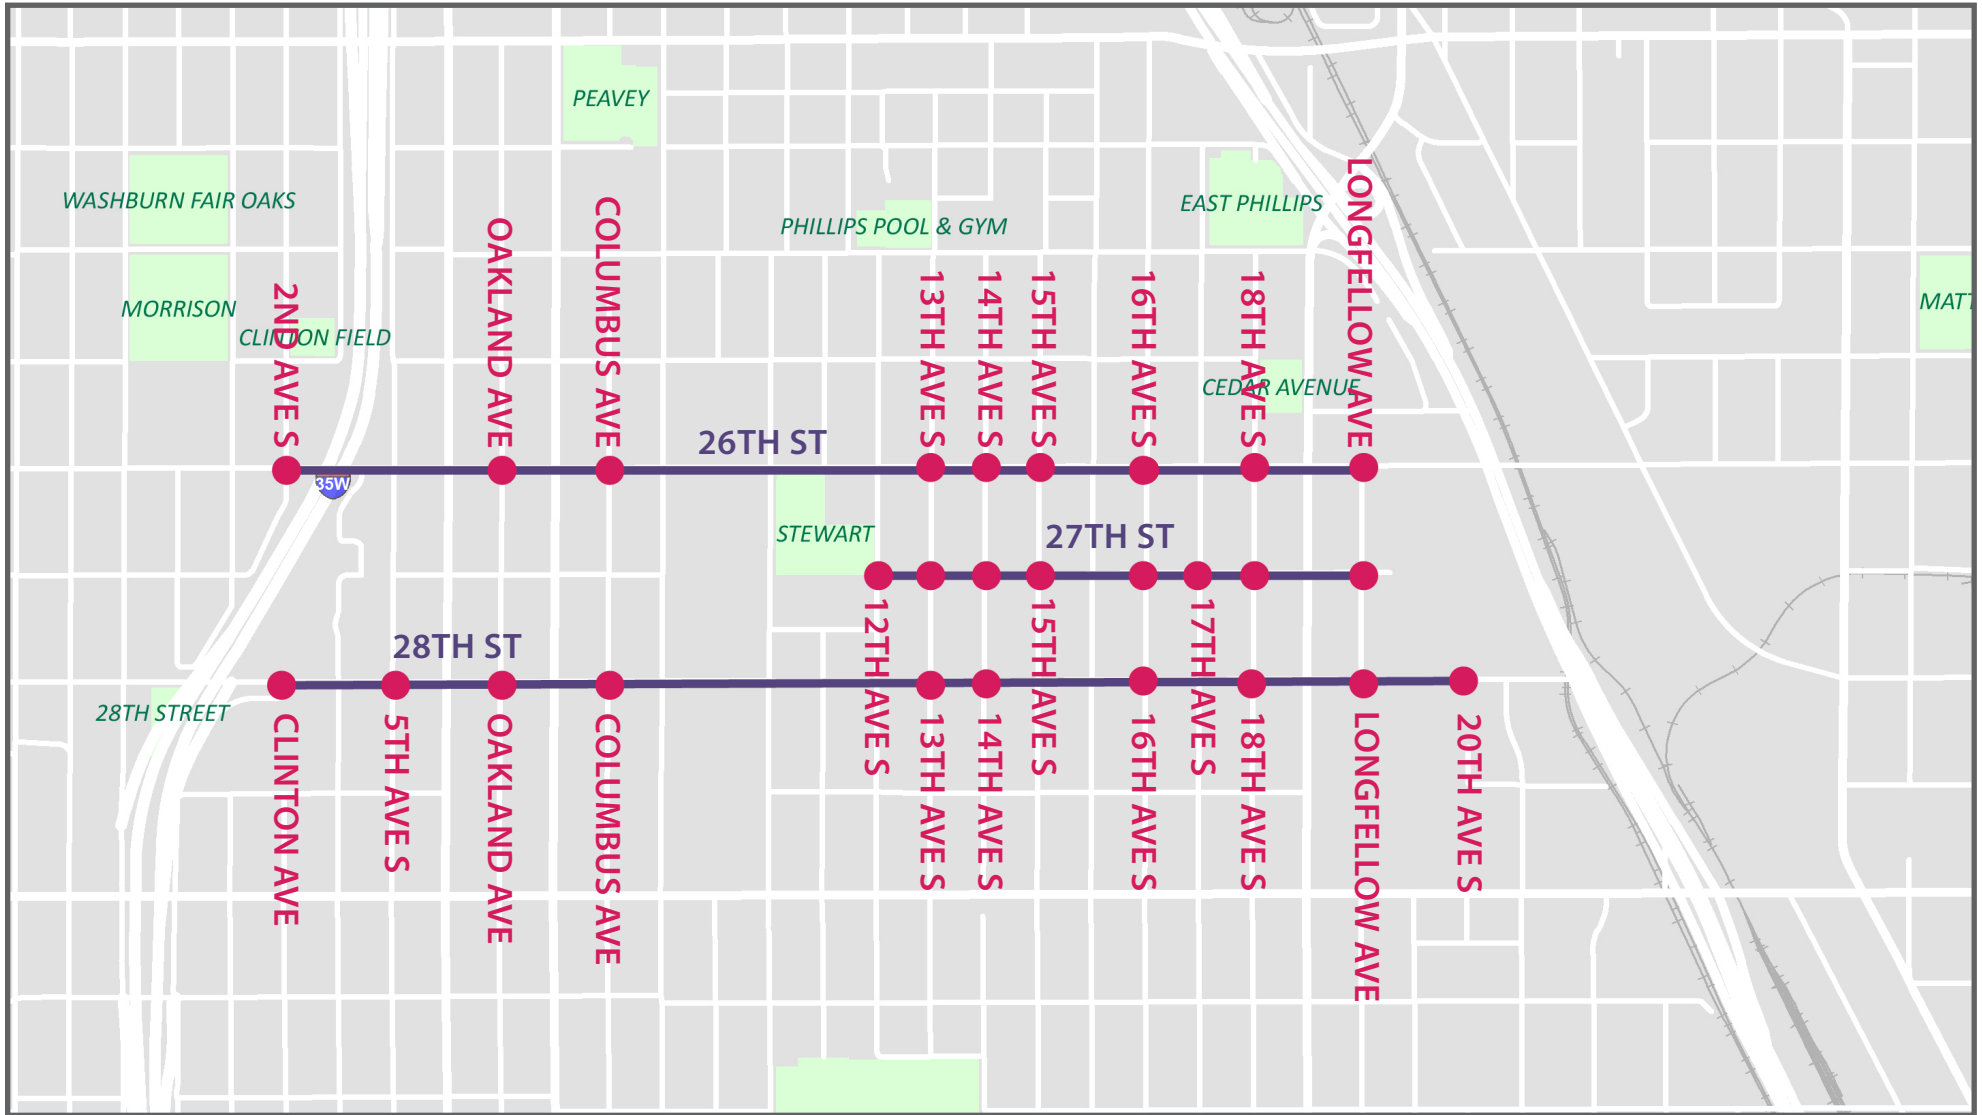 PEAVEY
WASHBURN FAIR OAKS
EAST PHILLIPS
PHILLIPS POOL & GYM
MORRISON
CLINTON FIELD
MATT
CEDAR AVENUE
2ND AVE S
OAKLAND AVE
COLUMBUS AVE
13TH AVE S
14TH AVE S
15TH AVE S
16TH AVE S
18TH AVE S
LONGFELLOW AVE
26TH ST
35W
STEWART
27TH ST
12TH AVE S
15TH AVE S
17TH AVE S
28TH ST
28TH STREET
CLINTON AVE
5TH AVE S
OAKLAND AVE
COLUMBUS AVE
13TH AVE S
14TH AVE S
16TH AVE S
18TH AVE S
LONGFELLOW AVE
20TH AVE S